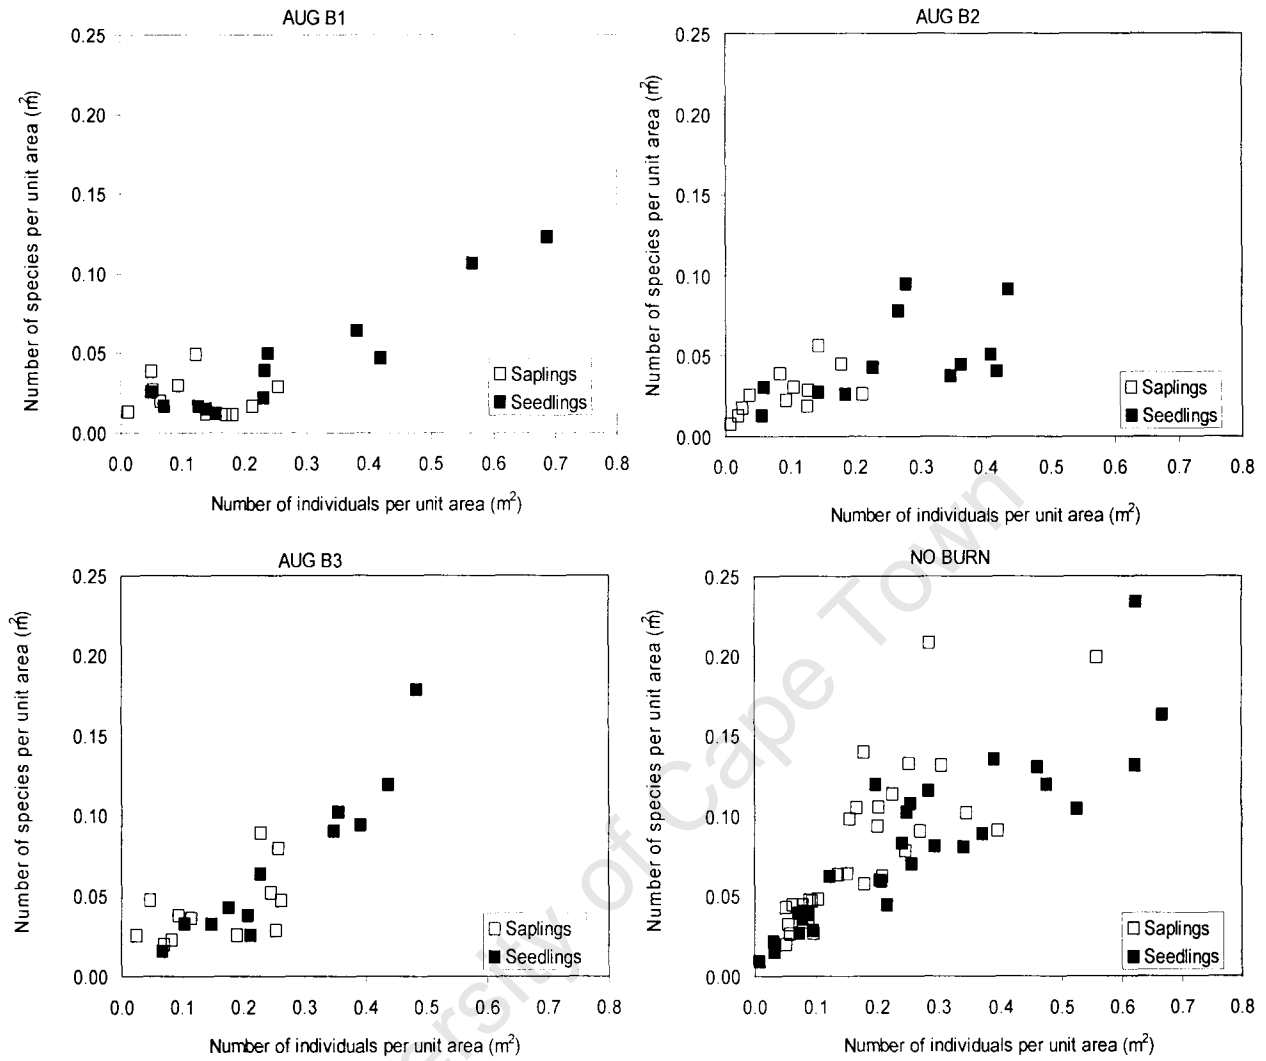 AUG B1
0.25
0.20
0.15
0.10
0.05
0.00
0.0 0.1 0.2 0.3 0.4 0.5 0.6 0.7 0.8
Number of species per unit area (m²)
Number of individuals per unit area (m²)
Saplings
Seedlings
AUG B2
0.25
0.20
0.15
0.10
0.05
0.00
0.0 0.1 0.2 0.3 0.4 0.5 0.6 0.7 0.8
Number of species per unit area (m²)
Number of individuals per unit area (m²)
Saplings
Seedlings
AUG B3
0.25
0.20
0.15
0.10
0.05
0.00
0.0 0.1 0.2 0.3 0.4 0.5 0.6 0.7 0.8
Number of species per unit area (m²)
Number of individuals per unit area (m²)
Saplings
Seedlings
NO BURN
0.25
0.20
0.15
0.10
0.05
0.00
0.0 0.1 0.2 0.3 0.4 0.5 0.6 0.7 0.8
Number of species per unit area (m²)
Number of individuals per unit area (m²)
Saplings
Seedlings
ersity of Cape Town